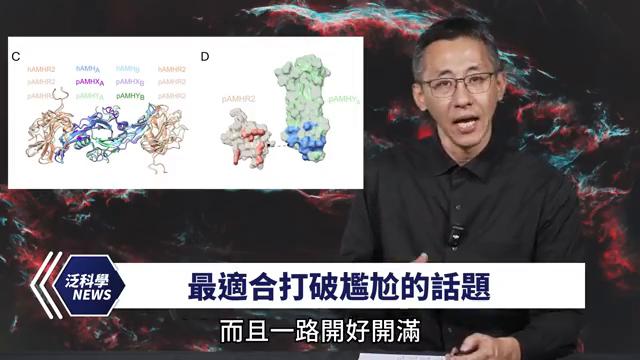 C
D
hAMHR2 hAMHA hAMHB hAMHR2
pAMHR2 pAMHXA pAMHXB pAMHR2
pAMHR2 pAMHYA pAMHYB pAMHR2
pAMHR2
泛科學
NEWS
最適合打破尷尬的話題
而且一路開好開滿